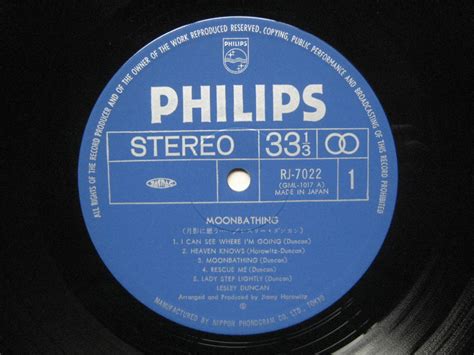 ALL RIGHTS OF THE RECORD PRODUCER AND OF THE OWNER OF THE WORK REPRODUCED RESERVED. COPYING, PUBLIC PERFORMANCE AND BROADCASTING OF THIS RECORD PROHIBITED
PHILIPS
PHILIPS
STEREO 33 1/3
RJ-7022
(GIML-1017 A)
MADE IN JAPAN
1
MOONBATHING
1. I CAN SEE WHERE I'M GOING (Duncan)
2. HEAVEN KNOWS (Horowitz-Duncan)
3. MOONBATHING (Duncan)
4. RESCUE ME (Duncan)
5. LADY STEP LIGHTLY (Duncan)
LESLEY DUNCAN
Arranged and Produced by Jimmy Horowitz
MANUFACTURED BY NIPPON PHONOGRAM CO., LTD., TOKYO